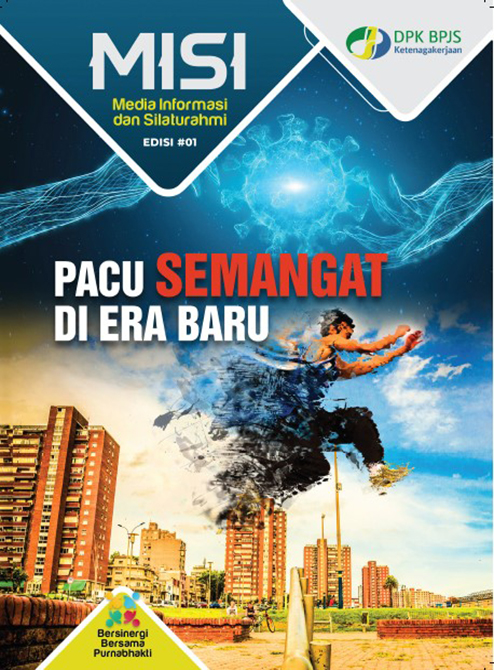 MISI
Media Informasi
dan Silaturahmi
EDISI #01
DPK BPJS
Ketenagakerjaan
PACU SEMANGAT
DI ERA BARU
Bersinergi
Bersama
Purnabhakti